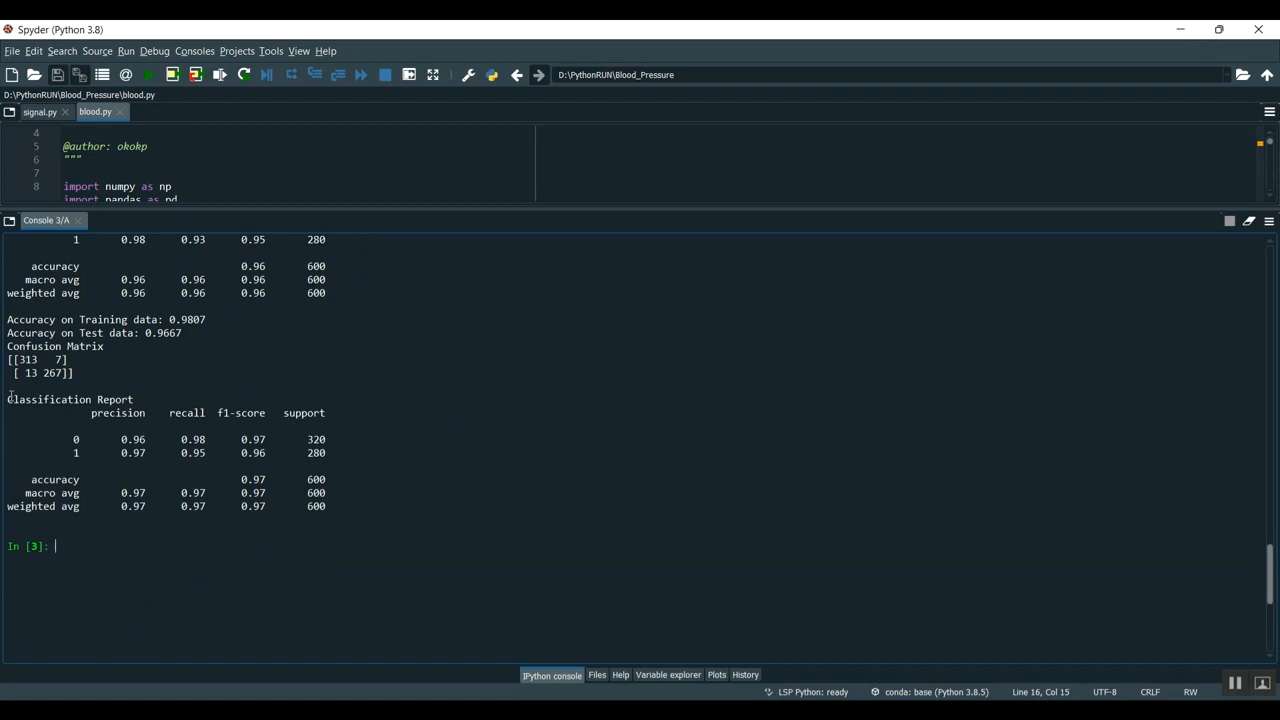 Spyder (Python 3.8)
File Edit Search Source Run Debug Consoles Projects Tools View Help
D:\PythonRUN\Blood_Pressure
D:\PythonRUN\Blood_Pressure\blood.py
signal.py blood.py
4
5 @author: okokp
6 """
7
8 import numpy as np
import pandas as pd
Console 3/A
1 0.98 0.93 0.95 280
accuracy 0.96 600
macro avg 0.96 0.96 0.96 600
weighted avg 0.96 0.96 0.96 600
Accuracy on Training data: 0.9807
Accuracy on Test data: 0.9667
Confusion Matrix
[[313 7]
[ 13 267]]
Classification Report
precision recall f1-score support
0 0.96 0.98 0.97 320
1 0.97 0.95 0.96 280
accuracy 0.97 600
macro avg 0.97 0.97 0.97 600
weighted avg 0.97 0.97 0.97 600
In [3]:
IPython console Files Help Variable explorer Plots History
LSP Python: ready conda: base (Python 3.8.5) Line 16, Col 15 UTF-8 CRLF RW